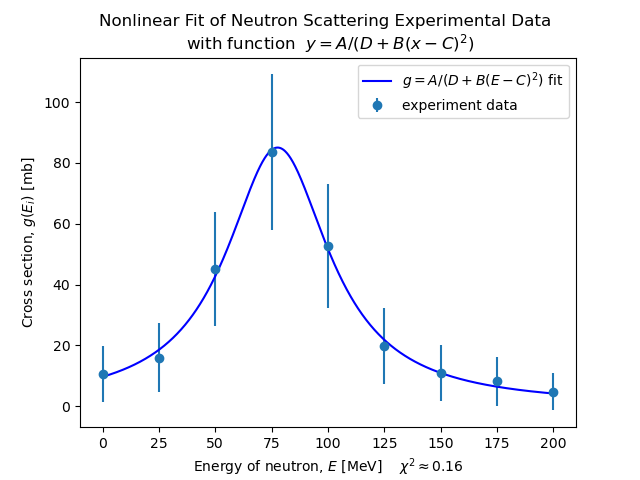 Nonlinear Fit of Neutron Scattering Experimental Data
with function y = A/(D + B(x − C)²)
g = A/(D + B(E − C)²) fit
experiment data
Cross section, g(Eᵢ) [mb]
100
80
60
40
20
0
0 25 50 75 100 125 150 175 200
Energy of neutron, E [MeV] χ² ≈ 0.16